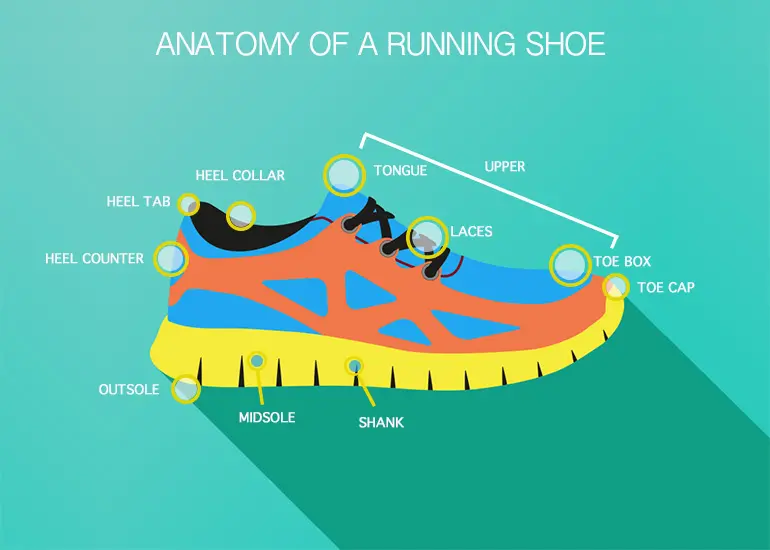 ANATOMY OF A RUNNING SHOE
UPPER
TONGUE
HEEL COLLAR
HEEL TAB
LACES
HEEL COUNTER
TOE BOX
TOE CAP
OUTSOLE
MIDSOLE
SHANK